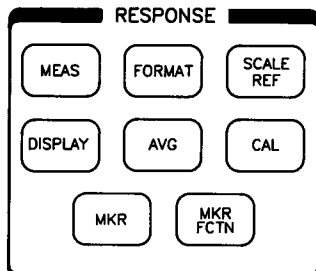 RESPONSE
MEAS FORMAT SCALE REF
DISPLAY AVG CAL
MKR MKR FCTN